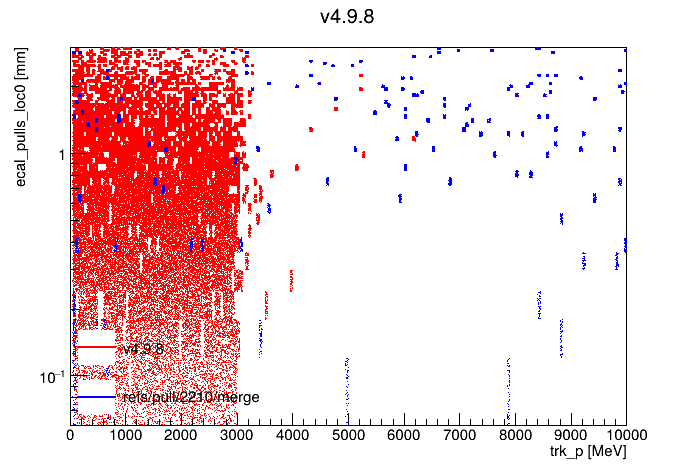 v4.9.8
ecal_pulls_loc0 [mm]
1
10⁻¹
v4.9.8
refs/pull/2210/merge
0 1000 2000 3000 4000 5000 6000 7000 8000 9000 10000
trk_p [MeV]